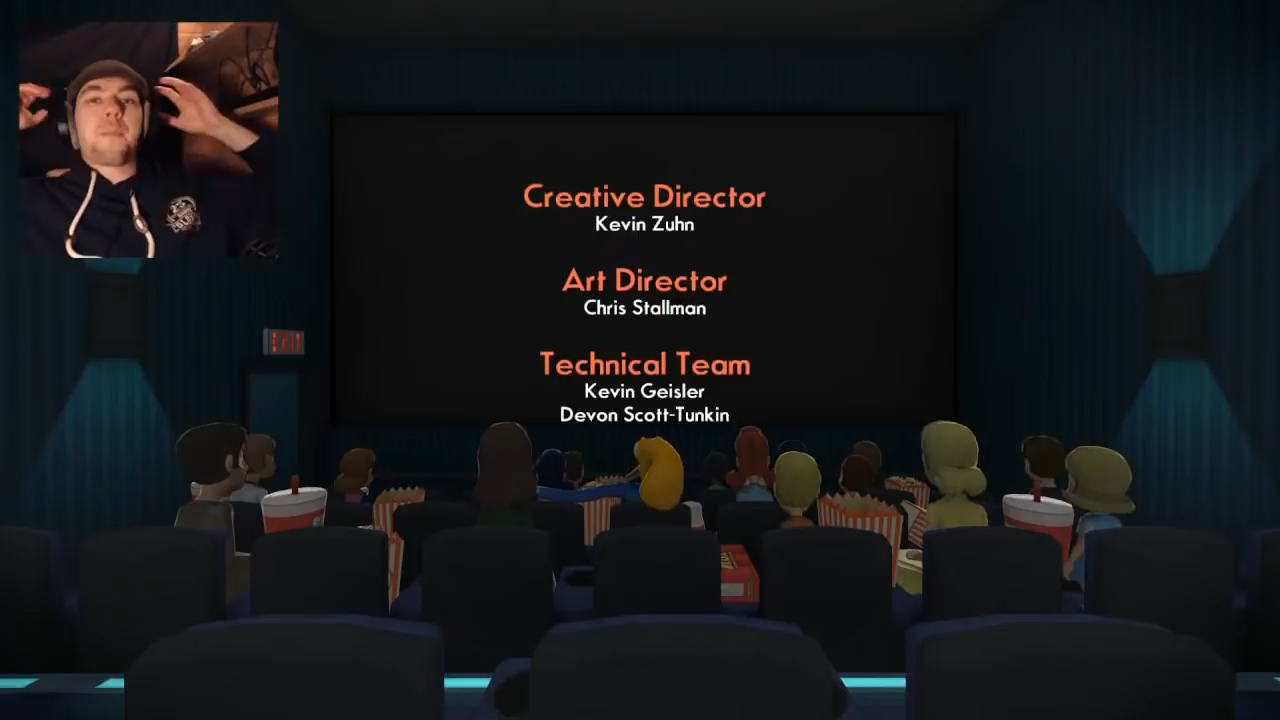 Creative Director
Kevin Zuhn
Art Director
Chris Stallman
Technical Team
Kevin Geisler
Devon Scott-Tunkin
EXIT